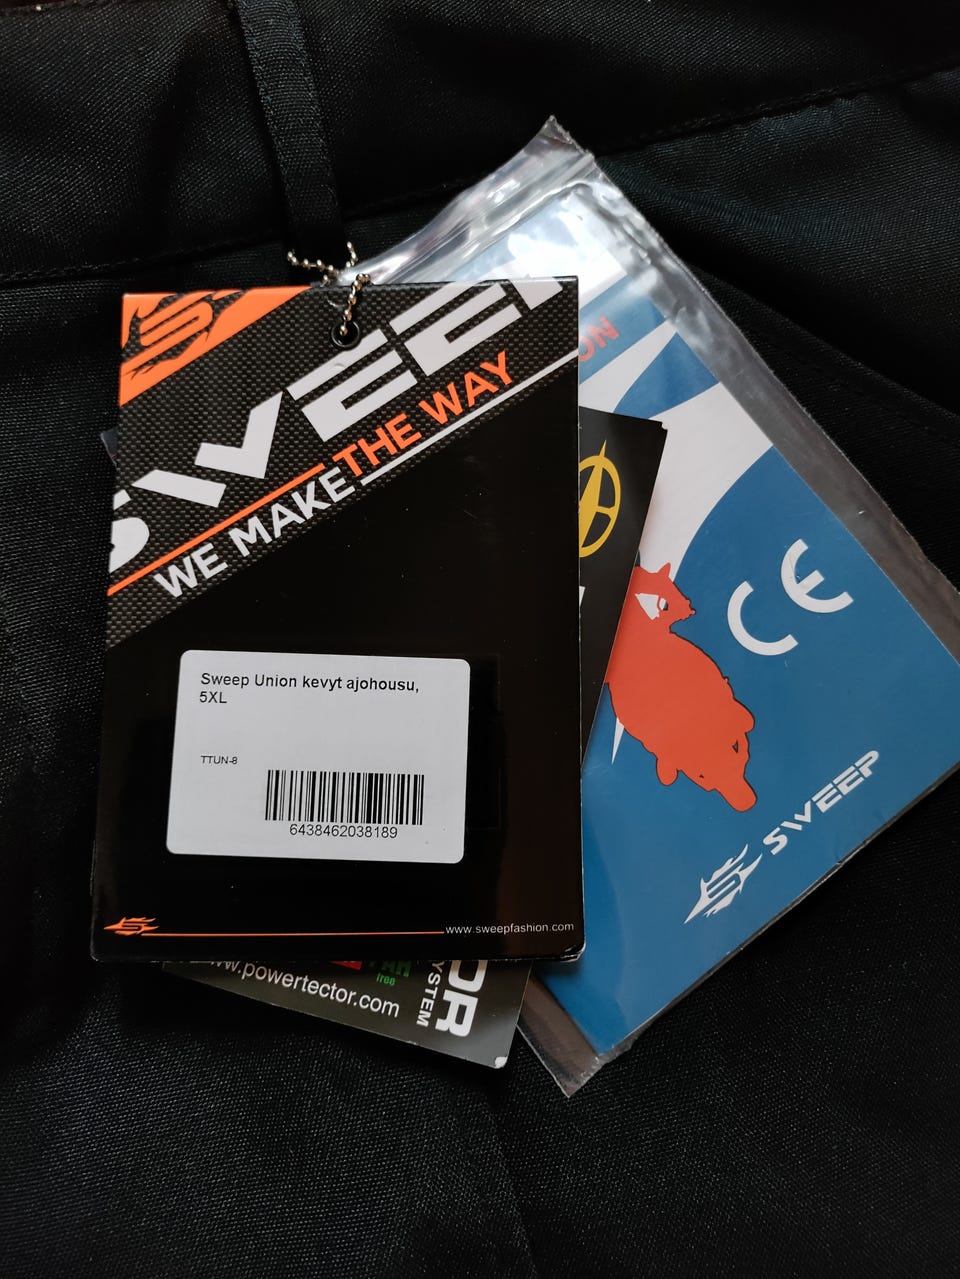 SWEEP
WE MAKE THE WAY
Sweep Union kevyt ajohousu,
5XL
TTUN-8
6438462038189
www.sweepfashion.com
CE
SWEEP
www.powertector.com
free